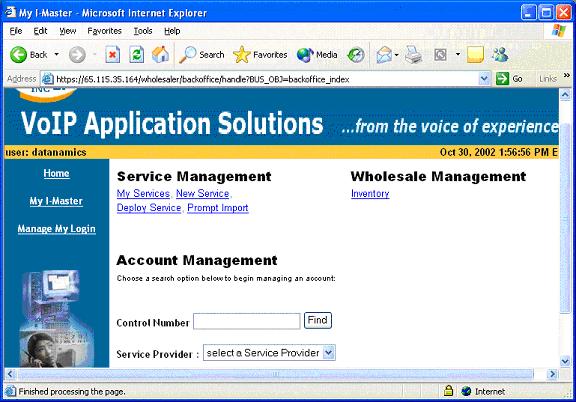 My I-Master - Microsoft Internet Explorer
File Edit View Favorites Tools Help
Back Search Favorites Media
Address https://65.115.35.164/wholesaler/backoffice/handle?BUS_OBJ=backoffice_index Go Links »
INC
VoIP Application Solutions ...from the voice of experience
user: datanamics Oct 30, 2002 1:56:56 PM E
Home
My I-Master
Manage My Login
Service Management
My Services, New Service,
Deploy Service, Prompt Import
Wholesale Management
Inventory
Account Management
Choose a search option below to begin managing an account:
Control Number Find
Service Provider : select a Service Provider
Finished processing the page. Internet